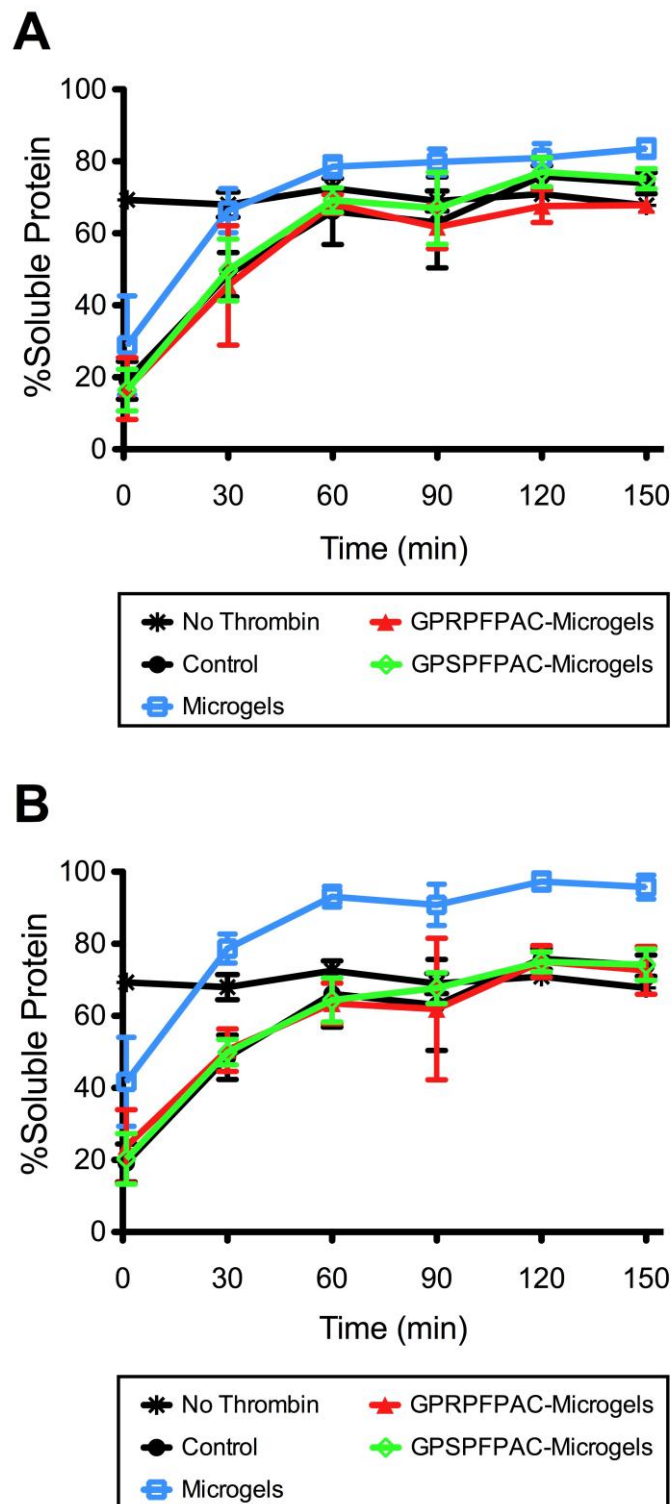 A
100
80
60
40
20
0
%Soluble Protein
0 30 60 90 120 150
Time (min)
No Thrombin GPRPFPAC-Microgels
Control GPSPFPAC-Microgels
Microgels
B
100
80
60
40
20
0
%Soluble Protein
0 30 60 90 120 150
Time (min)
No Thrombin GPRPFPAC-Microgels
Control GPSPFPAC-Microgels
Microgels